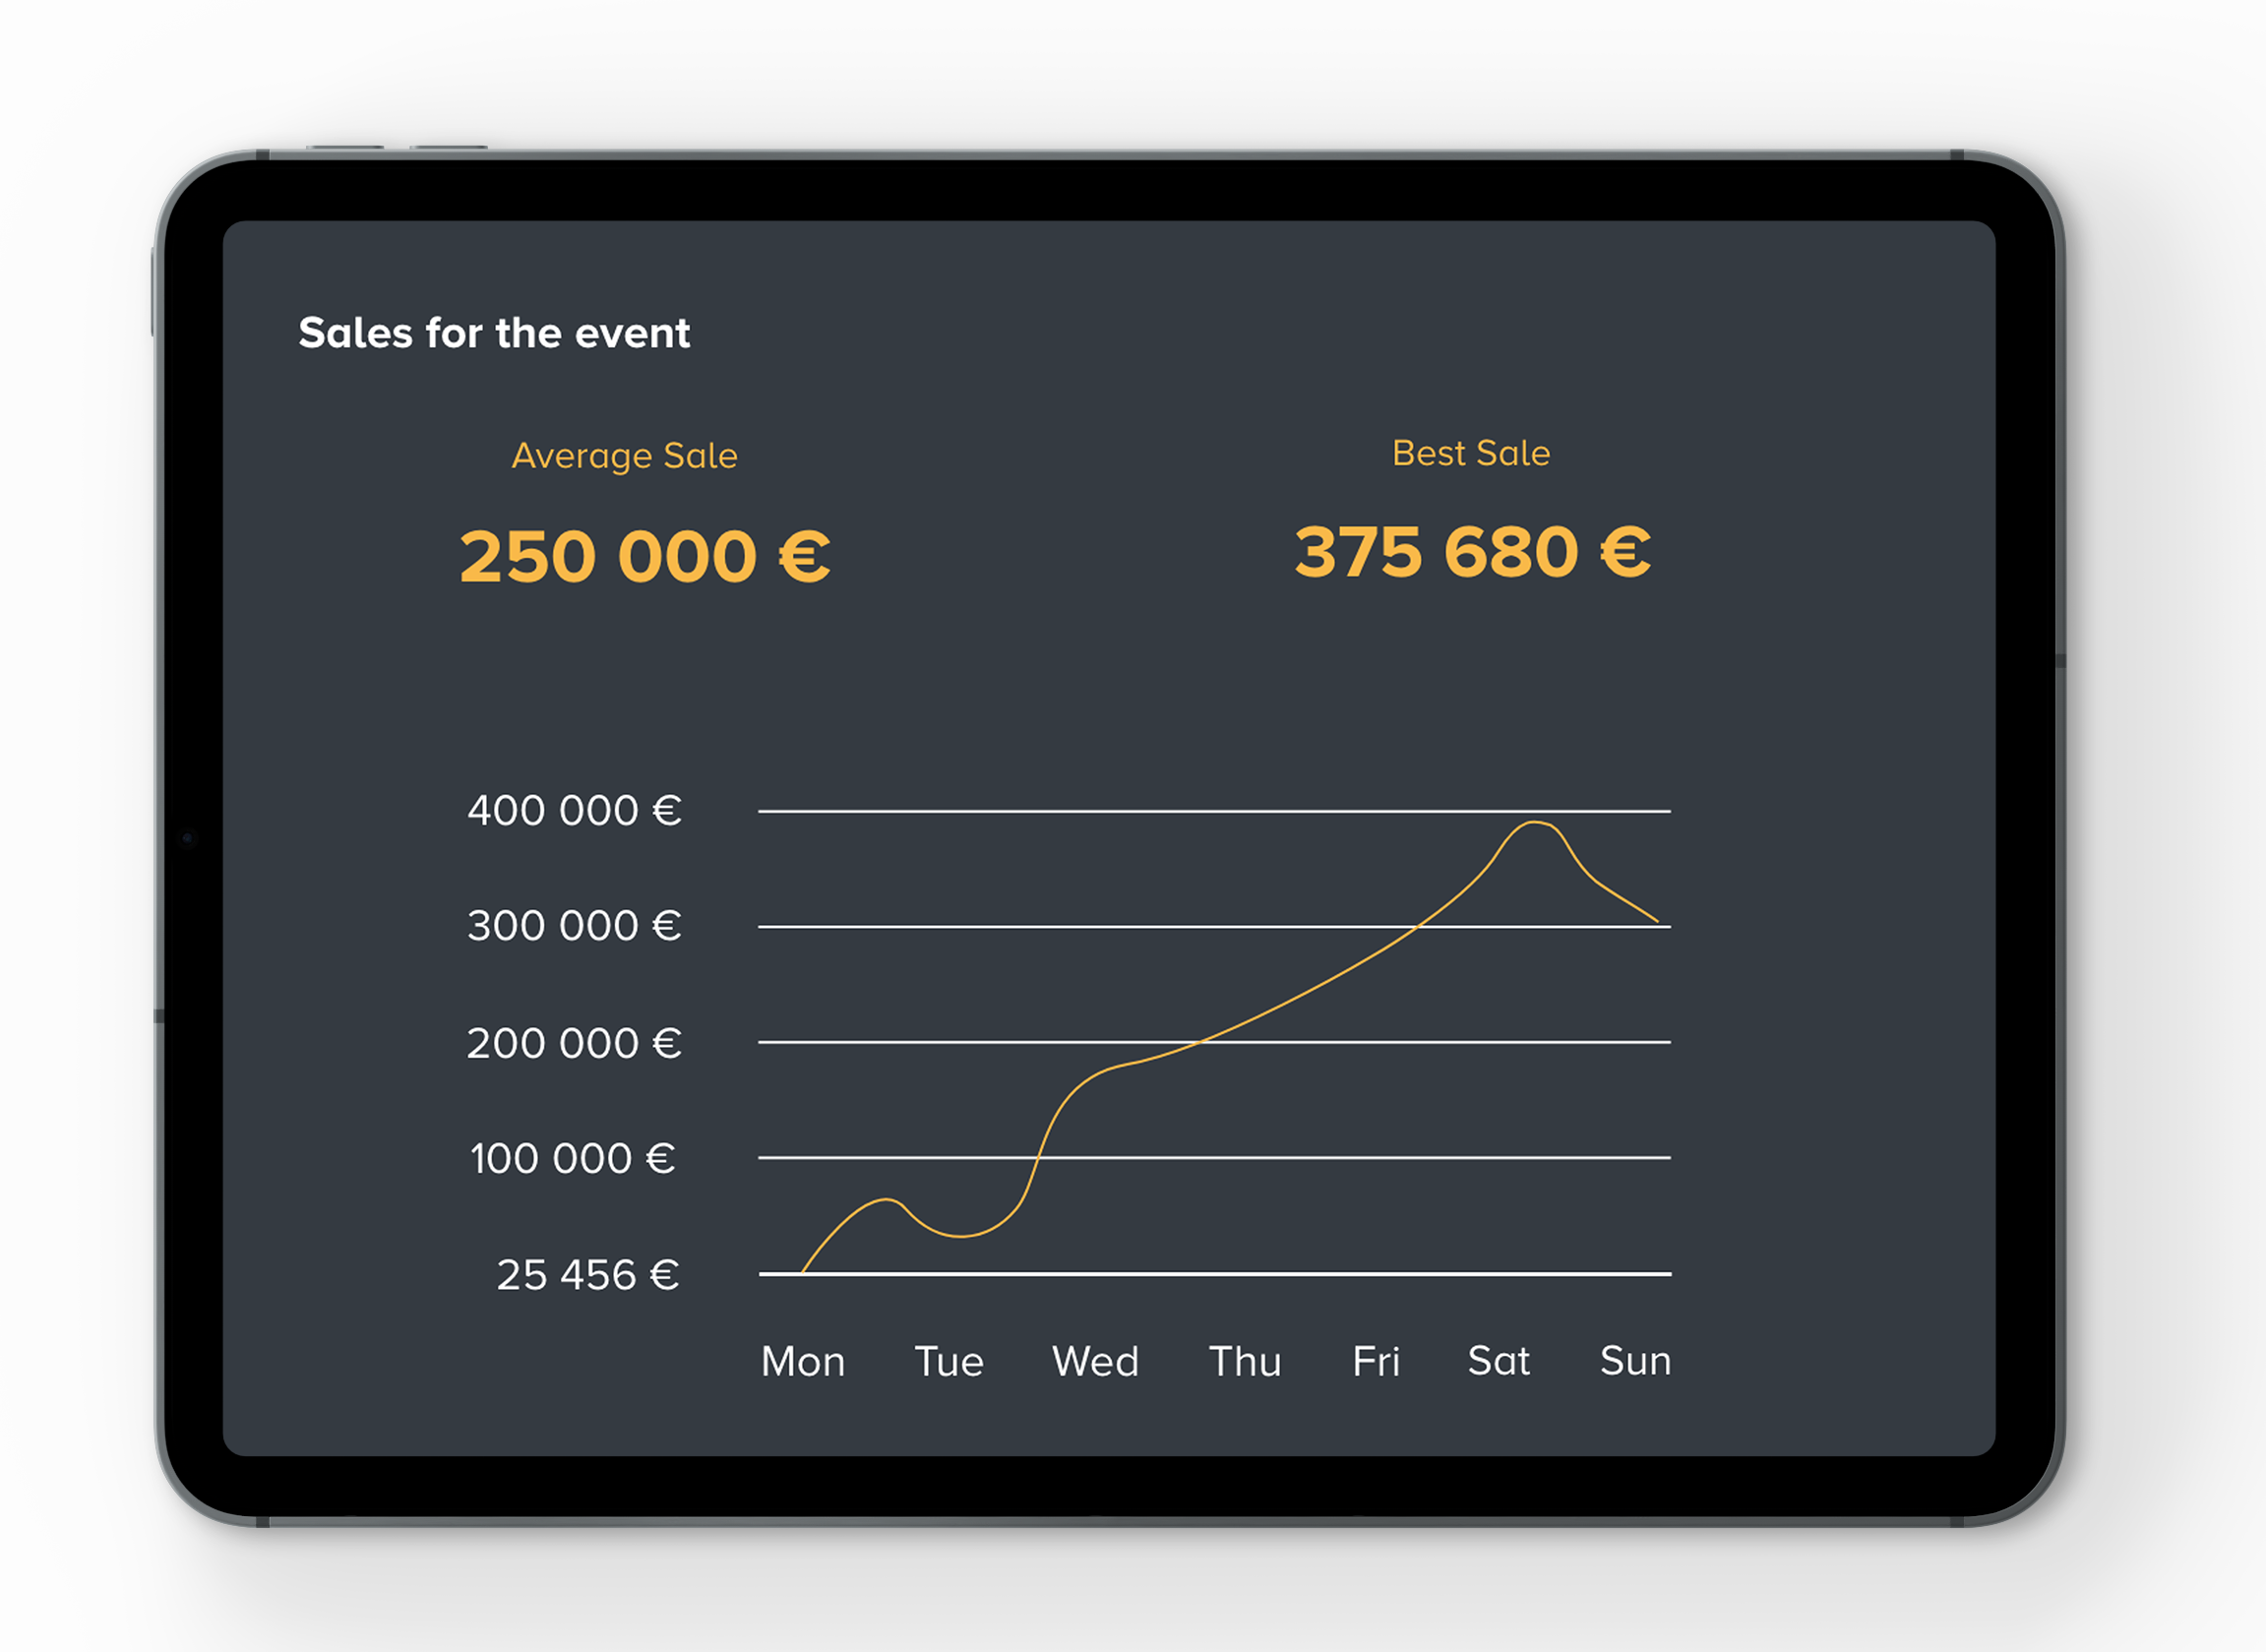 Sales for the event
Average Sale
250 000 €
Best Sale
375 680 €
400 000 €
300 000 €
200 000 €
100 000 €
25 456 €
Mon Tue Wed Thu Fri Sat Sun